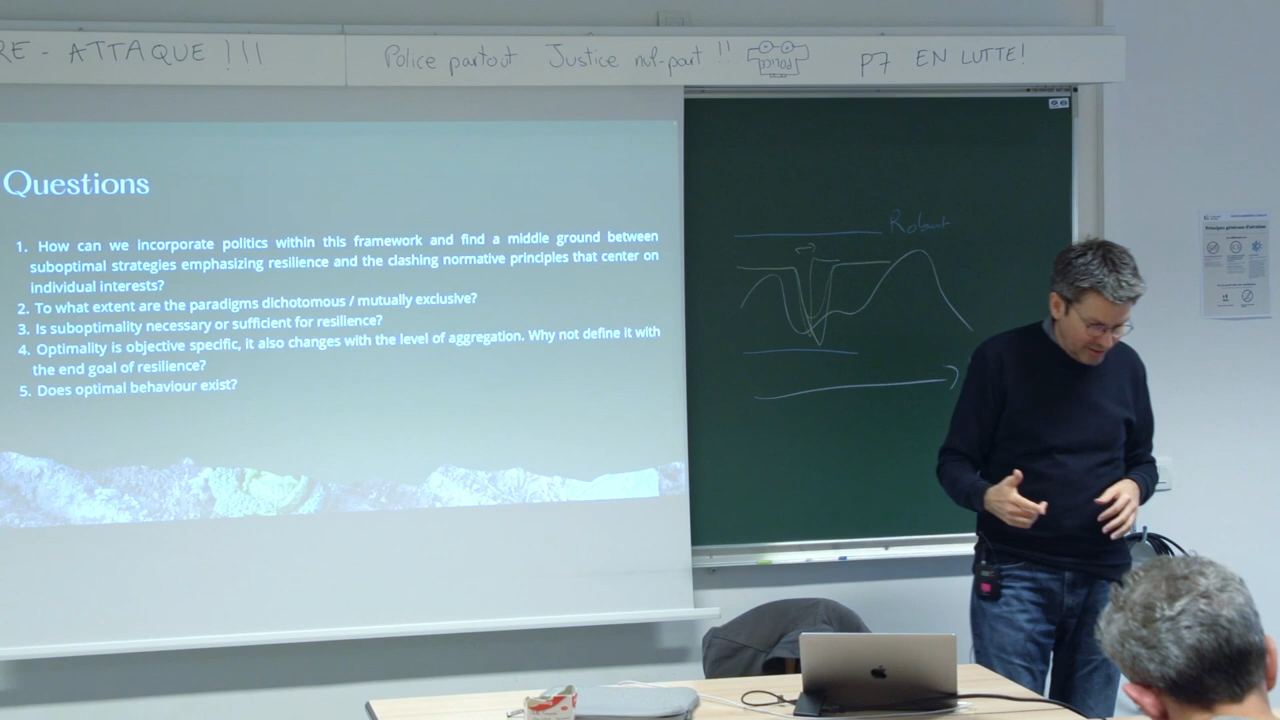 RE - ATTAQUE !!!
Police partout Justice nul-part !! POLICE P7 EN LUTTE!
Questions
1. How can we incorporate politics within this framework and find a middle ground between
suboptimal strategies emphasizing resilience and the clashing normative principles that center on
individual interests?
2. To what extent are the paradigms dichotomous / mutually exclusive?
3. Is suboptimality necessary or sufficient for resilience?
4. Optimality is objective specific, it also changes with the level of aggregation. Why not define it with
the end goal of resilience?
5. Does optimal behaviour exist?